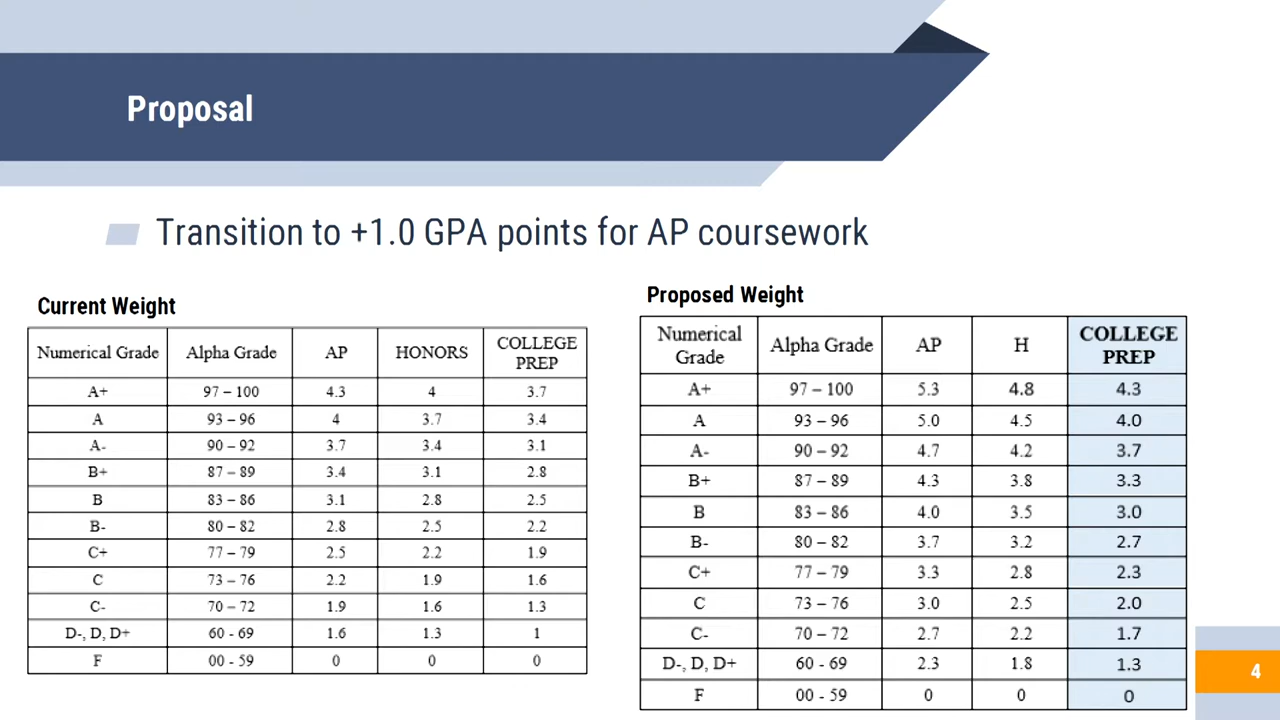 Proposal
Transition to +1.0 GPA points for AP coursework
Current Weight
Numerical Grade Alpha Grade AP HONORS COLLEGE PREP
A+ 97 – 100 4.3 4 3.7
A 93 – 96 4 3.7 3.4
A- 90 – 92 3.7 3.4 3.1
B+ 87 – 89 3.4 3.1 2.8
B 83 – 86 3.1 2.8 2.5
B- 80 – 82 2.8 2.5 2.2
C+ 77 – 79 2.5 2.2 1.9
C 73 – 76 2.2 1.9 1.6
C- 70 – 72 1.9 1.6 1.3
D-, D, D+ 60 - 69 1.6 1.3 1
F 00 - 59 0 0 0
Proposed Weight
Numerical Grade Alpha Grade AP H COLLEGE PREP
A+ 97 – 100 5.3 4.8 4.3
A 93 – 96 5.0 4.5 4.0
A- 90 – 92 4.7 4.2 3.7
B+ 87 – 89 4.3 3.8 3.3
B 83 – 86 4.0 3.5 3.0
B- 80 – 82 3.7 3.2 2.7
C+ 77 – 79 3.3 2.8 2.3
C 73 – 76 3.0 2.5 2.0
C- 70 – 72 2.7 2.2 1.7
D-, D, D+ 60 - 69 2.3 1.8 1.3
F 00 - 59 0 0 0
4